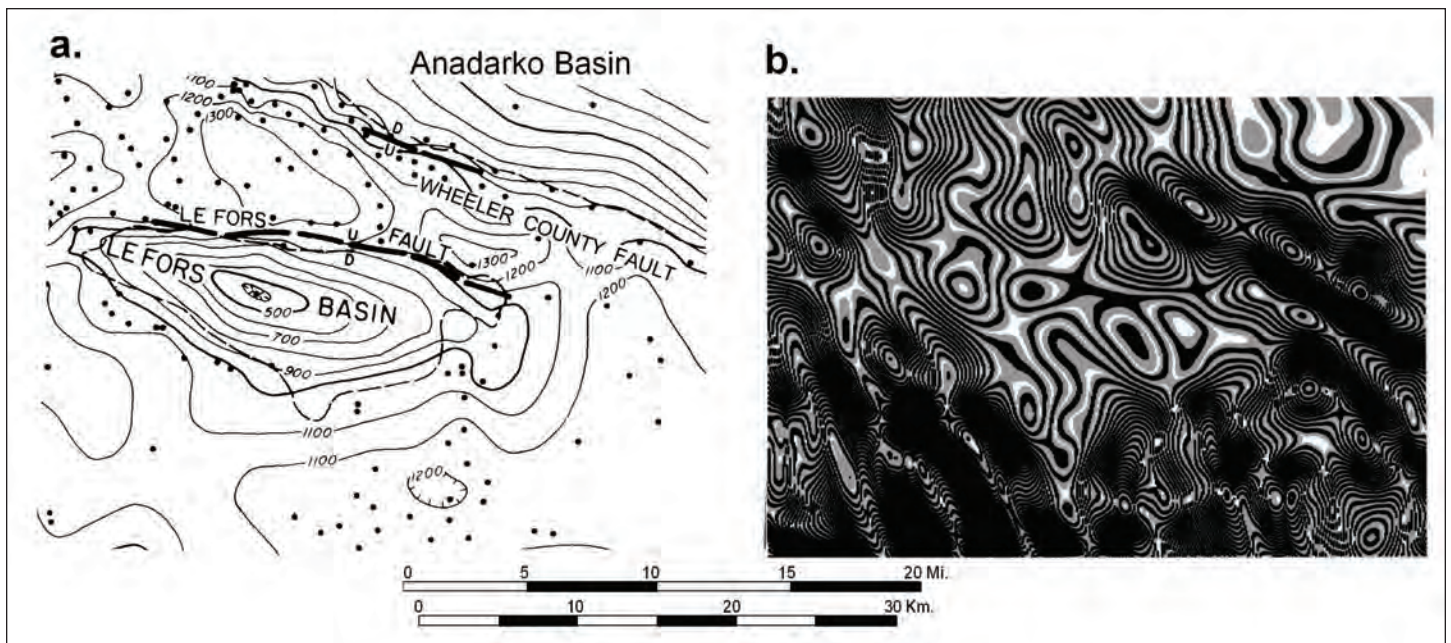 a.
Anadarko Basin
b.
1100
1200
1300
D
U
WHEELER COUNTY FAULT
LE FORS FAULT
U
D
1300
1200
1100
1200
LE FORS BASIN
500
700
900
1100
1100
1200
0 5 10 15 20 Mi.
0 10 20 30 Km.